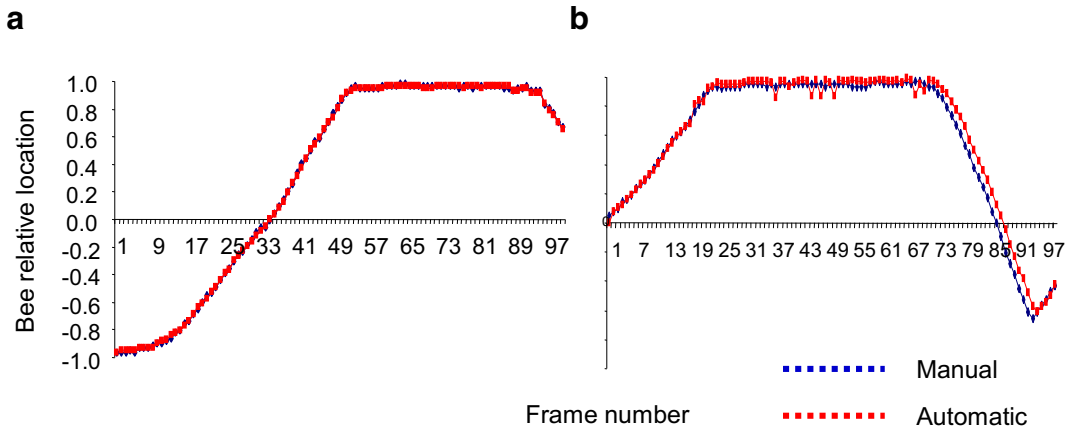 a
b
Bee relative location
1.0
0.8
0.6
0.4
0.2
0.0
-0.2
-0.4
-0.6
-0.8
-1.0
1 9 17 25 33 41 49 57 65 73 81 89 97
0
1 7 13 19 25 31 37 43 49 55 61 67 73 79 85 91 97
Manual
Frame number
Automatic